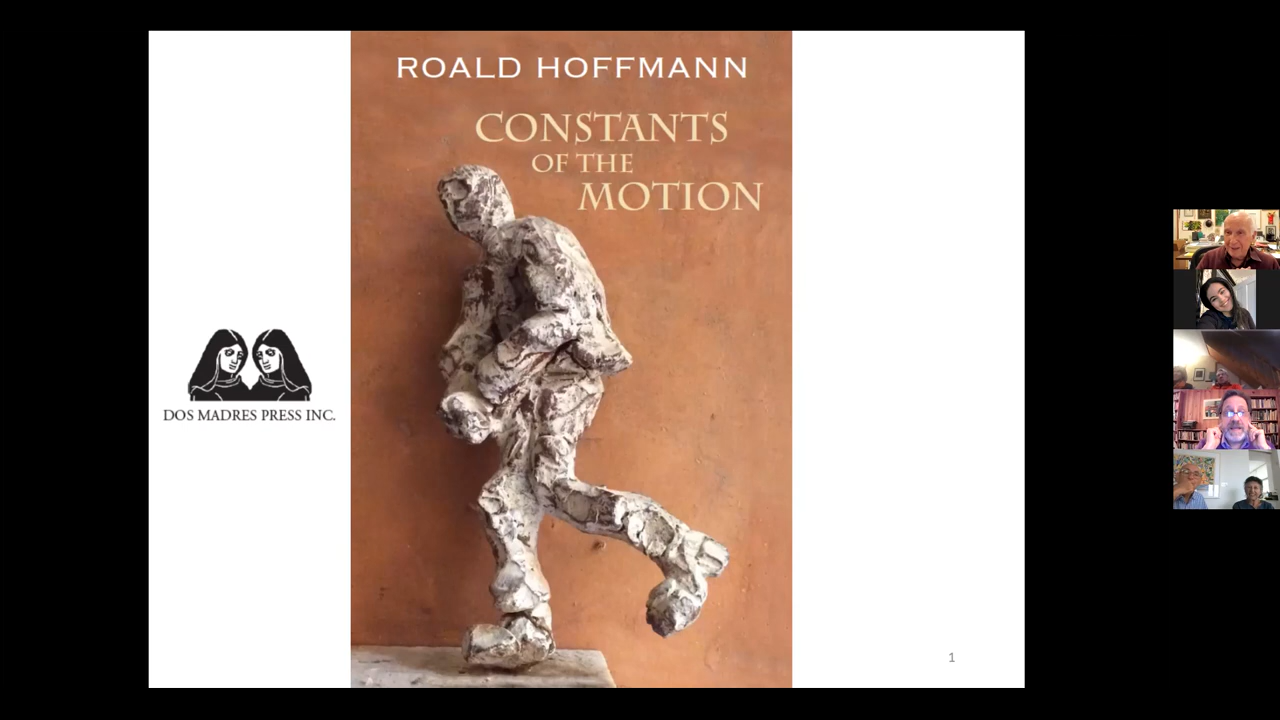 ROALD HOFFMANN
CONSTANTS
OF THE
MOTION
DOS MADRES PRESS INC.
1